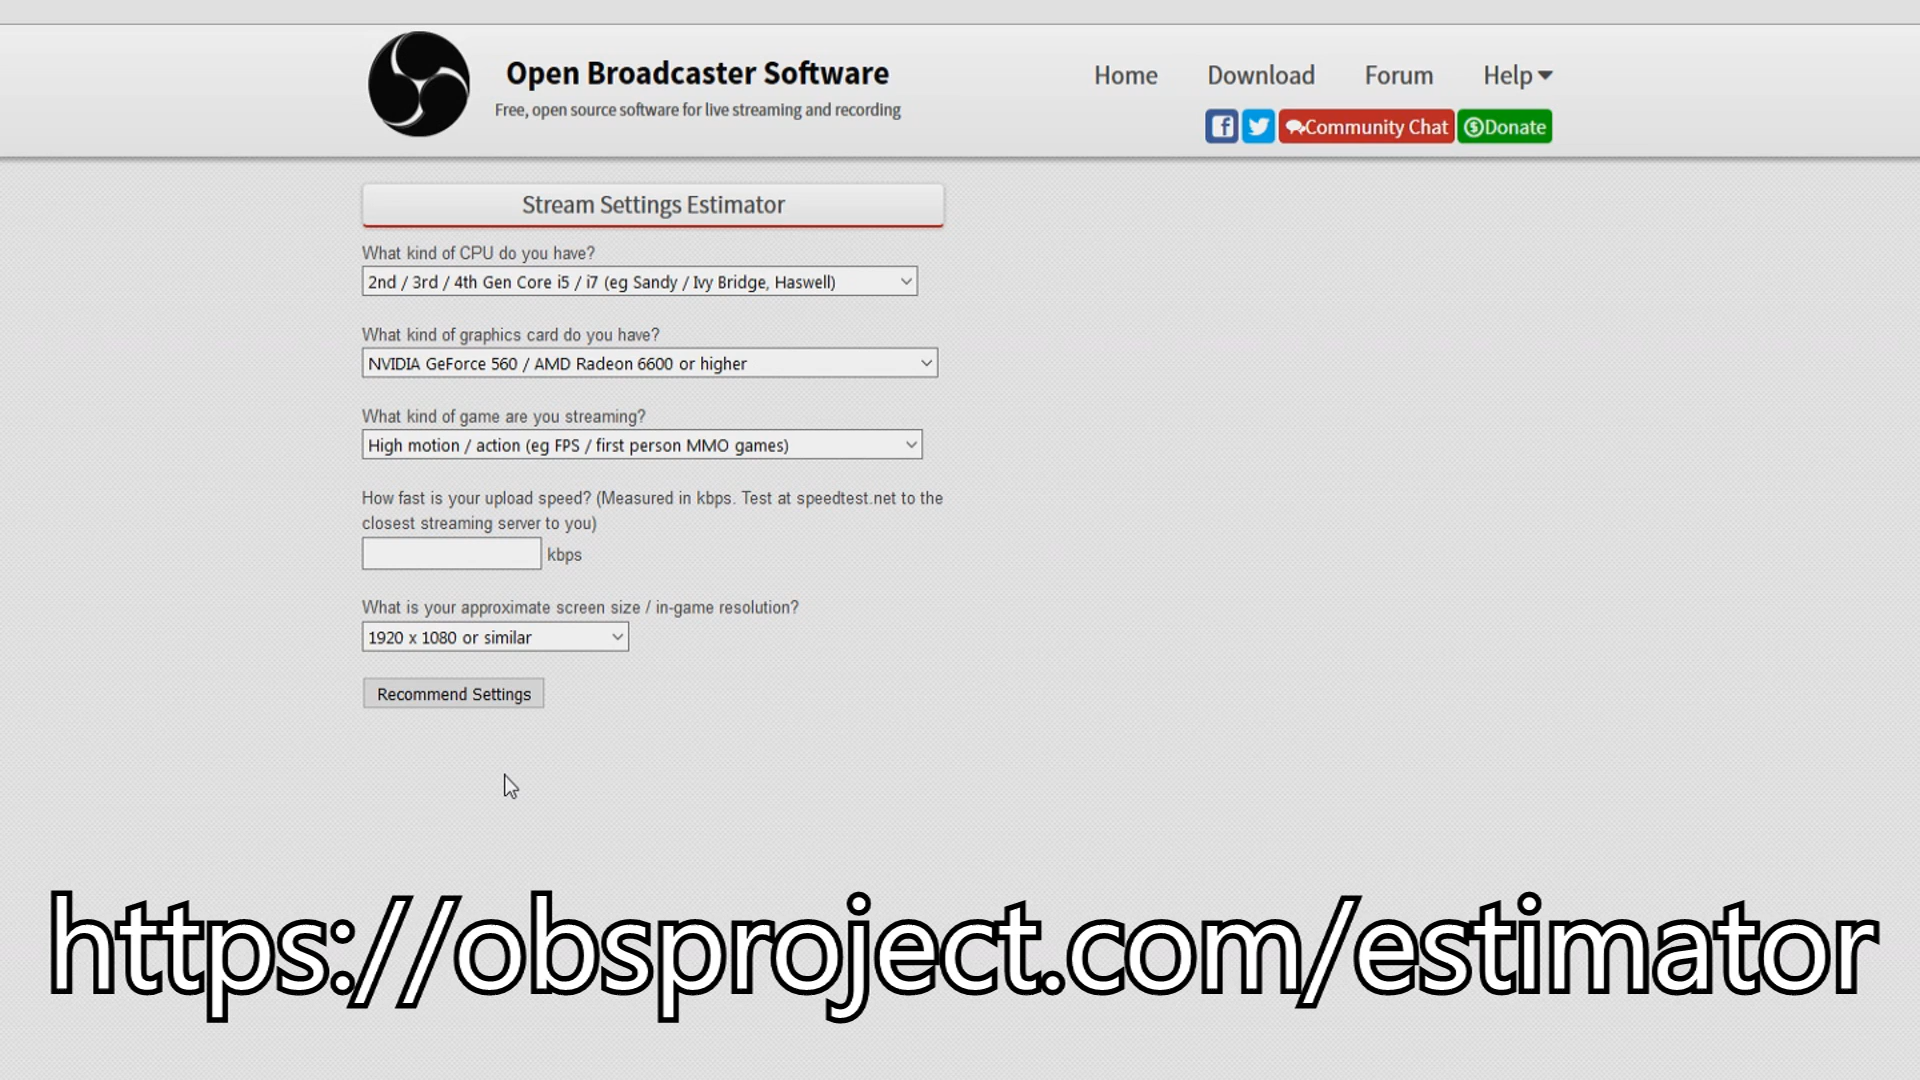 Open Broadcaster Software
Free, open source software for live streaming and recording
Home Download Forum Help
Community Chat Donate
Stream Settings Estimator
What kind of CPU do you have?
2nd / 3rd / 4th Gen Core i5 / i7 (eg Sandy / Ivy Bridge, Haswell)
What kind of graphics card do you have?
NVIDIA GeForce 560 / AMD Radeon 6600 or higher
What kind of game are you streaming?
High motion / action (eg FPS / first person MMO games)
How fast is your upload speed? (Measured in kbps. Test at speedtest.net to the
closest streaming server to you)
kbps
What is your approximate screen size / in-game resolution?
1920 x 1080 or similar
Recommend Settings
https://obsproject.com/estimator